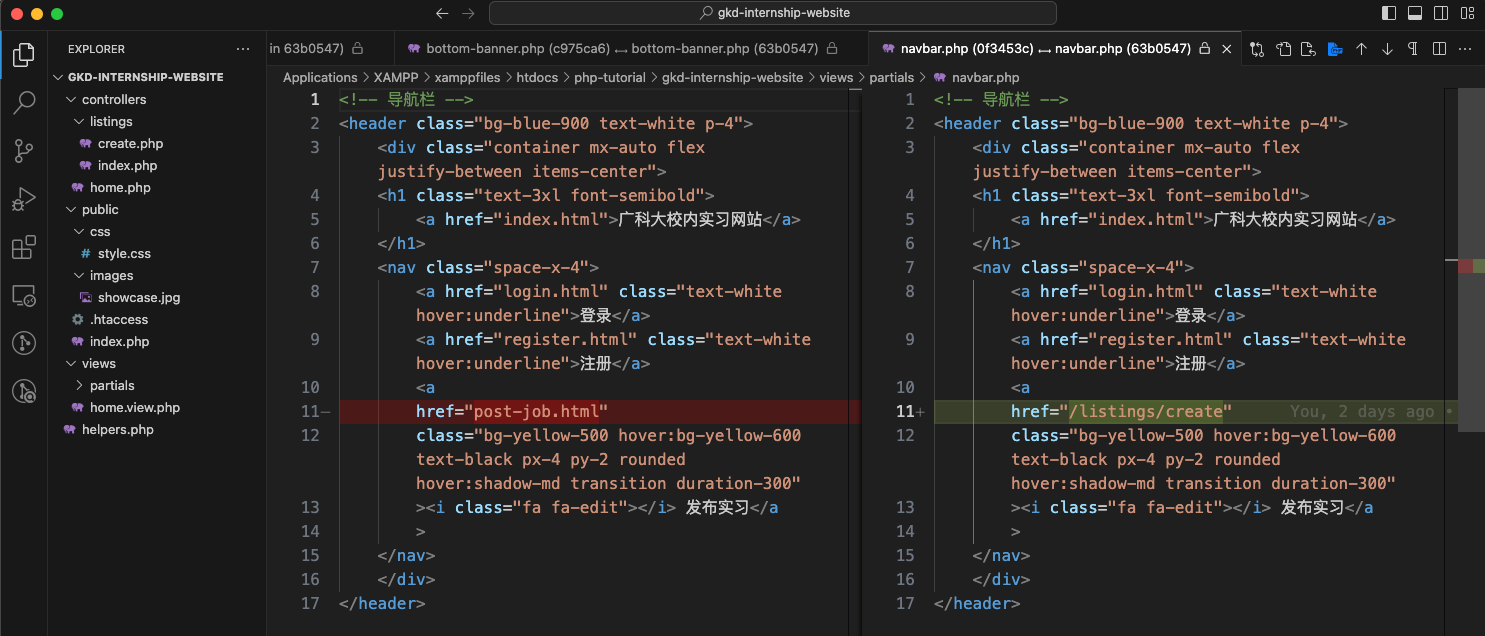 gkd-internship-website
EXPLORER
GKD-INTERNSHIP-WEBSITE
controllers
listings
create.php
index.php
home.php
public
css
# style.css
images
showcase.jpg
.htaccess
index.php
views
partials
home.view.php
helpers.php
in 63b0547)
bottom-banner.php (c975ca6) ↔ bottom-banner.php (63b0547)
navbar.php (0f3453c) ↔ navbar.php (63b0547)
Applications > XAMPP > xamppfiles > htdocs > php-tutorial > gkd-internship-website > views > partials > navbar.php
1 <!-- 导航栏 -->
2 <header class="bg-blue-900 text-white p-4">
3 <div class="container mx-auto flex
justify-between items-center">
4 <h1 class="text-3xl font-semibold">
5 <a href="index.html">广科大校内实习网站</a>
6 </h1>
7 <nav class="space-x-4">
8 <a href="login.html" class="text-white
hover:underline">登录</a>
9 <a href="register.html" class="text-white
hover:underline">注册</a>
10 <a
11- href="post-job.html"
12 class="bg-yellow-500 hover:bg-yellow-600
text-black px-4 py-2 rounded
hover:shadow-md transition duration-300"
13 ><i class="fa fa-edit"></i> 发布实习</a
14 >
15 </nav>
16 </div>
17 </header>
1 <!-- 导航栏 -->
2 <header class="bg-blue-900 text-white p-4">
3 <div class="container mx-auto flex
justify-between items-center">
4 <h1 class="text-3xl font-semibold">
5 <a href="index.html">广科大校内实习网站</a>
6 </h1>
7 <nav class="space-x-4">
8 <a href="login.html" class="text-white
hover:underline">登录</a>
9 <a href="register.html" class="text-white
hover:underline">注册</a>
10 <a
11+ href="/listings/create" You, 2 days ago •
12 class="bg-yellow-500 hover:bg-yellow-600
text-black px-4 py-2 rounded
hover:shadow-md transition duration-300"
13 ><i class="fa fa-edit"></i> 发布实习</a
14 >
15 </nav>
16 </div>
17 </header>